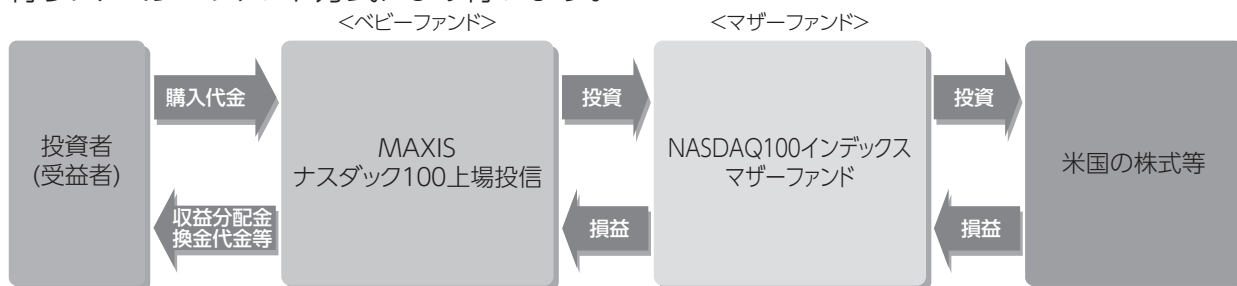 <ベビーファンド>
<マザーファンド>
投資者
(受益者)
購入代金
収益分配金
換金代金等
MAXIS
ナスダック100上場投信
投資
損益
NASDAQ100インデックス
マザーファンド
投資
損益
米国の株式等